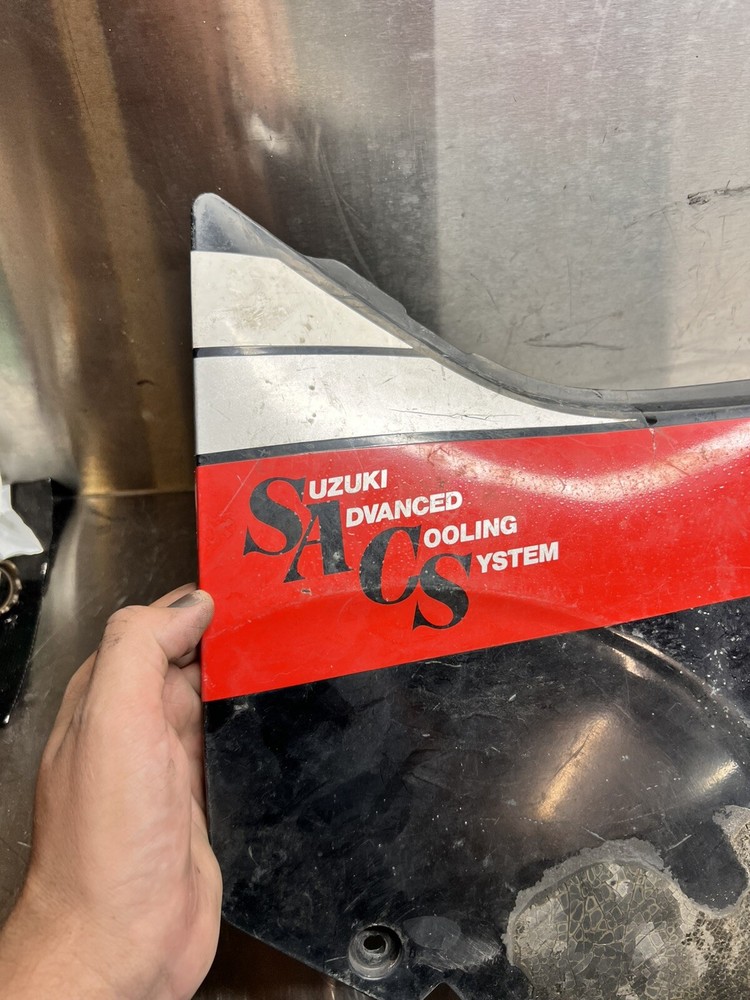 SUZUKI
ADVANCED
COOLING
SYSTEM